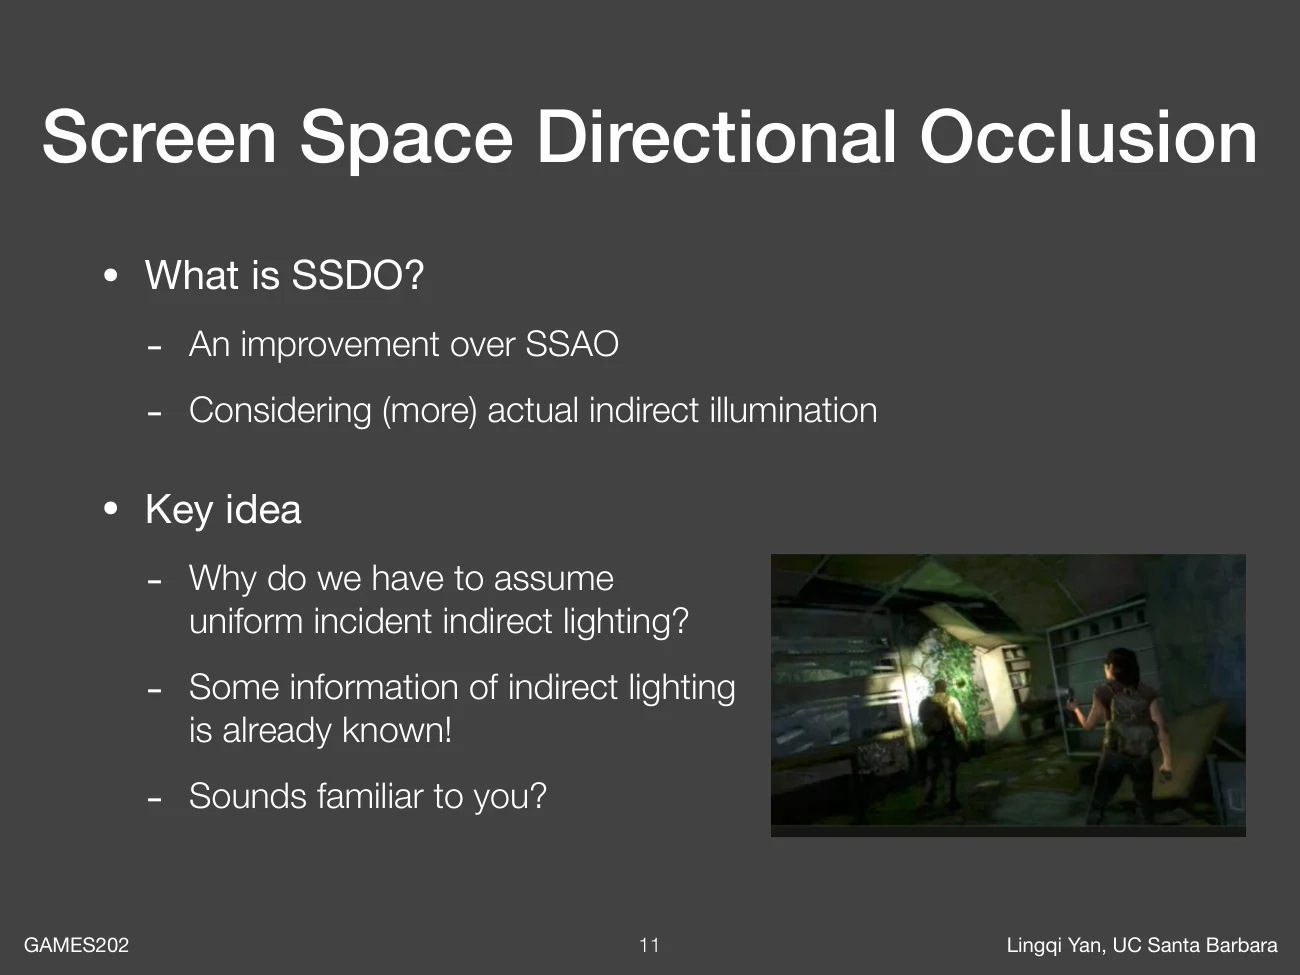 Screen Space Directional Occlusion
• What is SSDO?
- An improvement over SSAO
- Considering (more) actual indirect illumination
• Key idea
- Why do we have to assume
uniform incident indirect lighting?
- Some information of indirect lighting
is already known!
- Sounds familiar to you?
GAMES202
11
Lingqi Yan, UC Santa Barbara